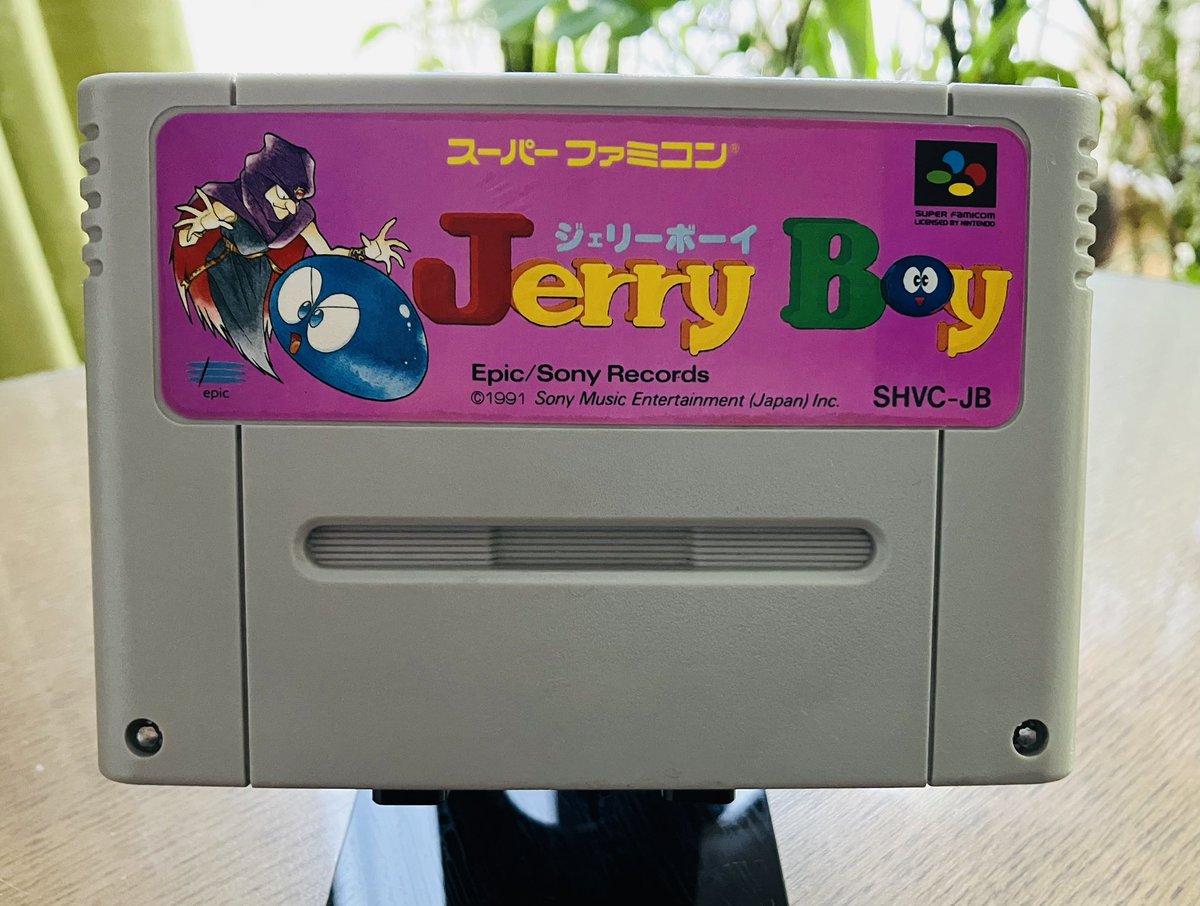 スーパーファミコン®
SUPER FAMICOM
LICENSED BY NINTENDO
ジェリーボーイ
Jerry Boy
epic
Epic/Sony Records
©1991 Sony Music Entertainment (Japan) Inc.
SHVC-JB